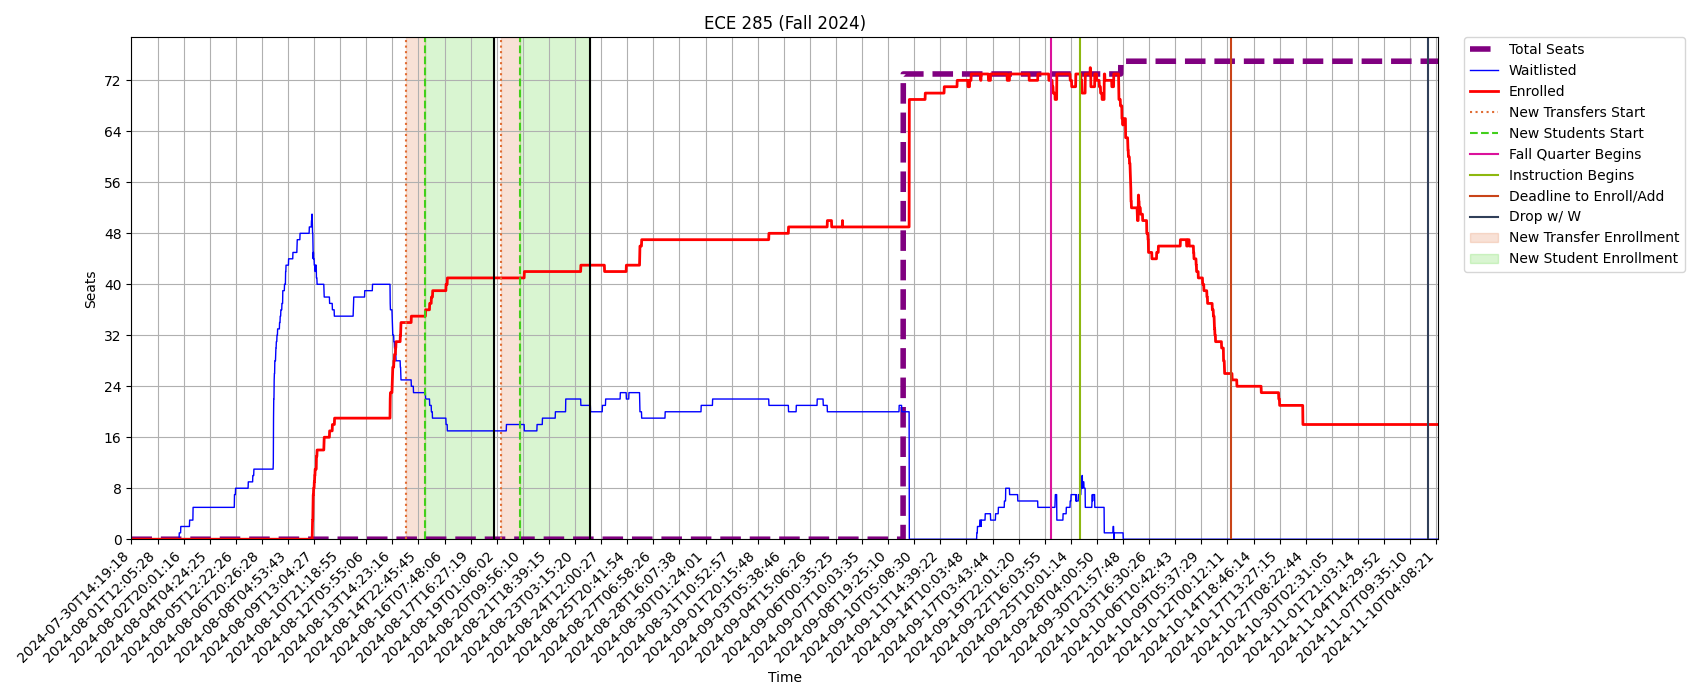 ECE 285 (Fall 2024)
Seats
72
64
56
48
40
32
24
16
8
0
Total Seats
Waitlisted
Enrolled
New Transfers Start
New Students Start
Fall Quarter Begins
Instruction Begins
Deadline to Enroll/Add
Drop w/ W
New Transfer Enrollment
New Student Enrollment
2024-07-30T14:19:18
2024-08-01T12:05:28
2024-08-02T20:01:16
2024-08-04T04:24:25
2024-08-05T12:22:26
2024-08-06T20:26:28
2024-08-08T04:53:43
2024-08-09T13:04:27
2024-08-10T21:18:55
2024-08-12T05:55:06
2024-08-13T14:23:16
2024-08-14T22:45:45
2024-08-16T07:48:06
2024-08-17T16:27:19
2024-08-19T01:06:02
2024-08-20T09:56:10
2024-08-21T18:39:15
2024-08-23T03:15:20
2024-08-24T12:00:27
2024-08-25T20:41:54
2024-08-27T06:58:26
2024-08-28T16:07:38
2024-08-30T01:24:01
2024-08-31T10:52:57
2024-09-01T20:15:48
2024-09-03T05:38:46
2024-09-04T15:06:26
2024-09-06T00:35:25
2024-09-07T10:03:35
2024-09-08T19:25:10
2024-09-10T05:08:30
2024-09-11T14:39:22
2024-09-14T10:03:48
2024-09-17T03:43:44
2024-09-19T22:01:20
2024-09-22T16:03:55
2024-09-25T10:01:14
2024-09-28T04:00:50
2024-09-30T21:57:48
2024-10-03T16:30:26
2024-10-06T10:42:43
2024-10-09T05:37:29
2024-10-12T00:12:11
2024-10-14T18:46:14
2024-10-17T13:27:15
2024-10-27T08:22:44
2024-10-30T02:31:05
2024-11-01T21:03:14
2024-11-04T14:29:52
2024-11-07T09:35:10
2024-11-10T04:08:21
Time